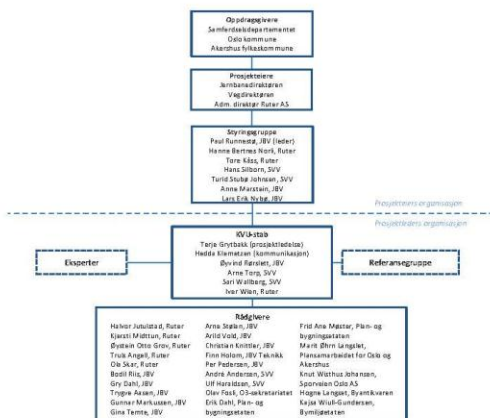 Oppdragsgivere
Samferdselsdepartementet
Oslo kommune
Akershus fylkeskommune
Prosjekteiere
Jernbanedirektøren
Vegdirektøren
Adm. direktør Ruter AS
Styringsgruppe
Paul Runnestø, JBV (leder)
Hanne Bertnes Norli, Ruter
Tore Kåss, Ruter
Hans Silborn, SVV
Turid Stubø Johnsen, SVV
Anne Marstein, JBV
Lars Erik Nybø, JBV
Prosjekteiers organisasjon
Prosjektleders organisasjon
KVU-stab
Terje Grytbakk (prosjektledelse)
Hedda Klemetzen (kommunikasjon)
Øyvind Rørslett, JBV
Arne Torp, SVV
Sari Wallberg, SVV
Iver Wien, Ruter
Eksperter
Referansegruppe
Rådgivere
Halvor Jutulstad, Ruter
Kjersti Midttun, Ruter
Øystein Otto Grov, Ruter
Truls Angell, Ruter
Ola Skar, Ruter
Bodil Riis, JBV
Gry Dahl, JBV
Trygve Aasen, JBV
Gunnar Markussen, JBV
Gina Temte, JBV
Arne Stølen, JBV
Arild Vold, JBV
Christian Knittler, JBV
Finn Holom, JBV Teknikk
Per Pedersen, JBV
André Andersen, SVV
Ulf Haraldsen, SVV
Olav Fosli, O3-sekretariatet
Erik Dahl, Plan- og
bygningsetaten
Frid Ane Møster, Plan- og
bygningsetaten
Marit Øhrn Langslet,
Plansamarbeidet for Oslo og
Akershus
Knut Wisthus Johansen,
Sporveien Oslo AS
Hogne Langset, Byantikvaren
Kajsa Wiull-Gundersen,
Bymiljøetaten